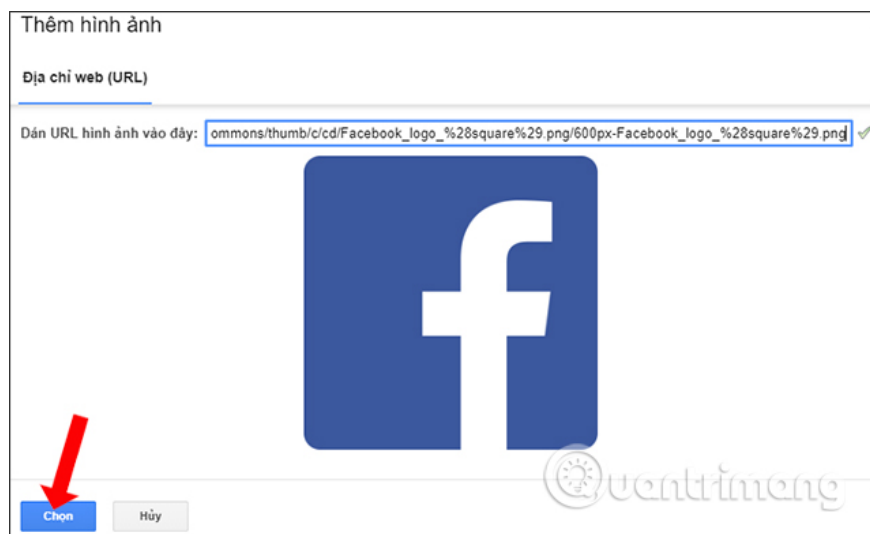 Thêm hình ảnh
Địa chỉ web (URL)
Dán URL hình ảnh vào đây: ommons/thumb/c/cd/Facebook_logo_%28square%29.png/600px-Facebook_logo_%28square%29.png
f
Quantrimang
Chọn Hủy